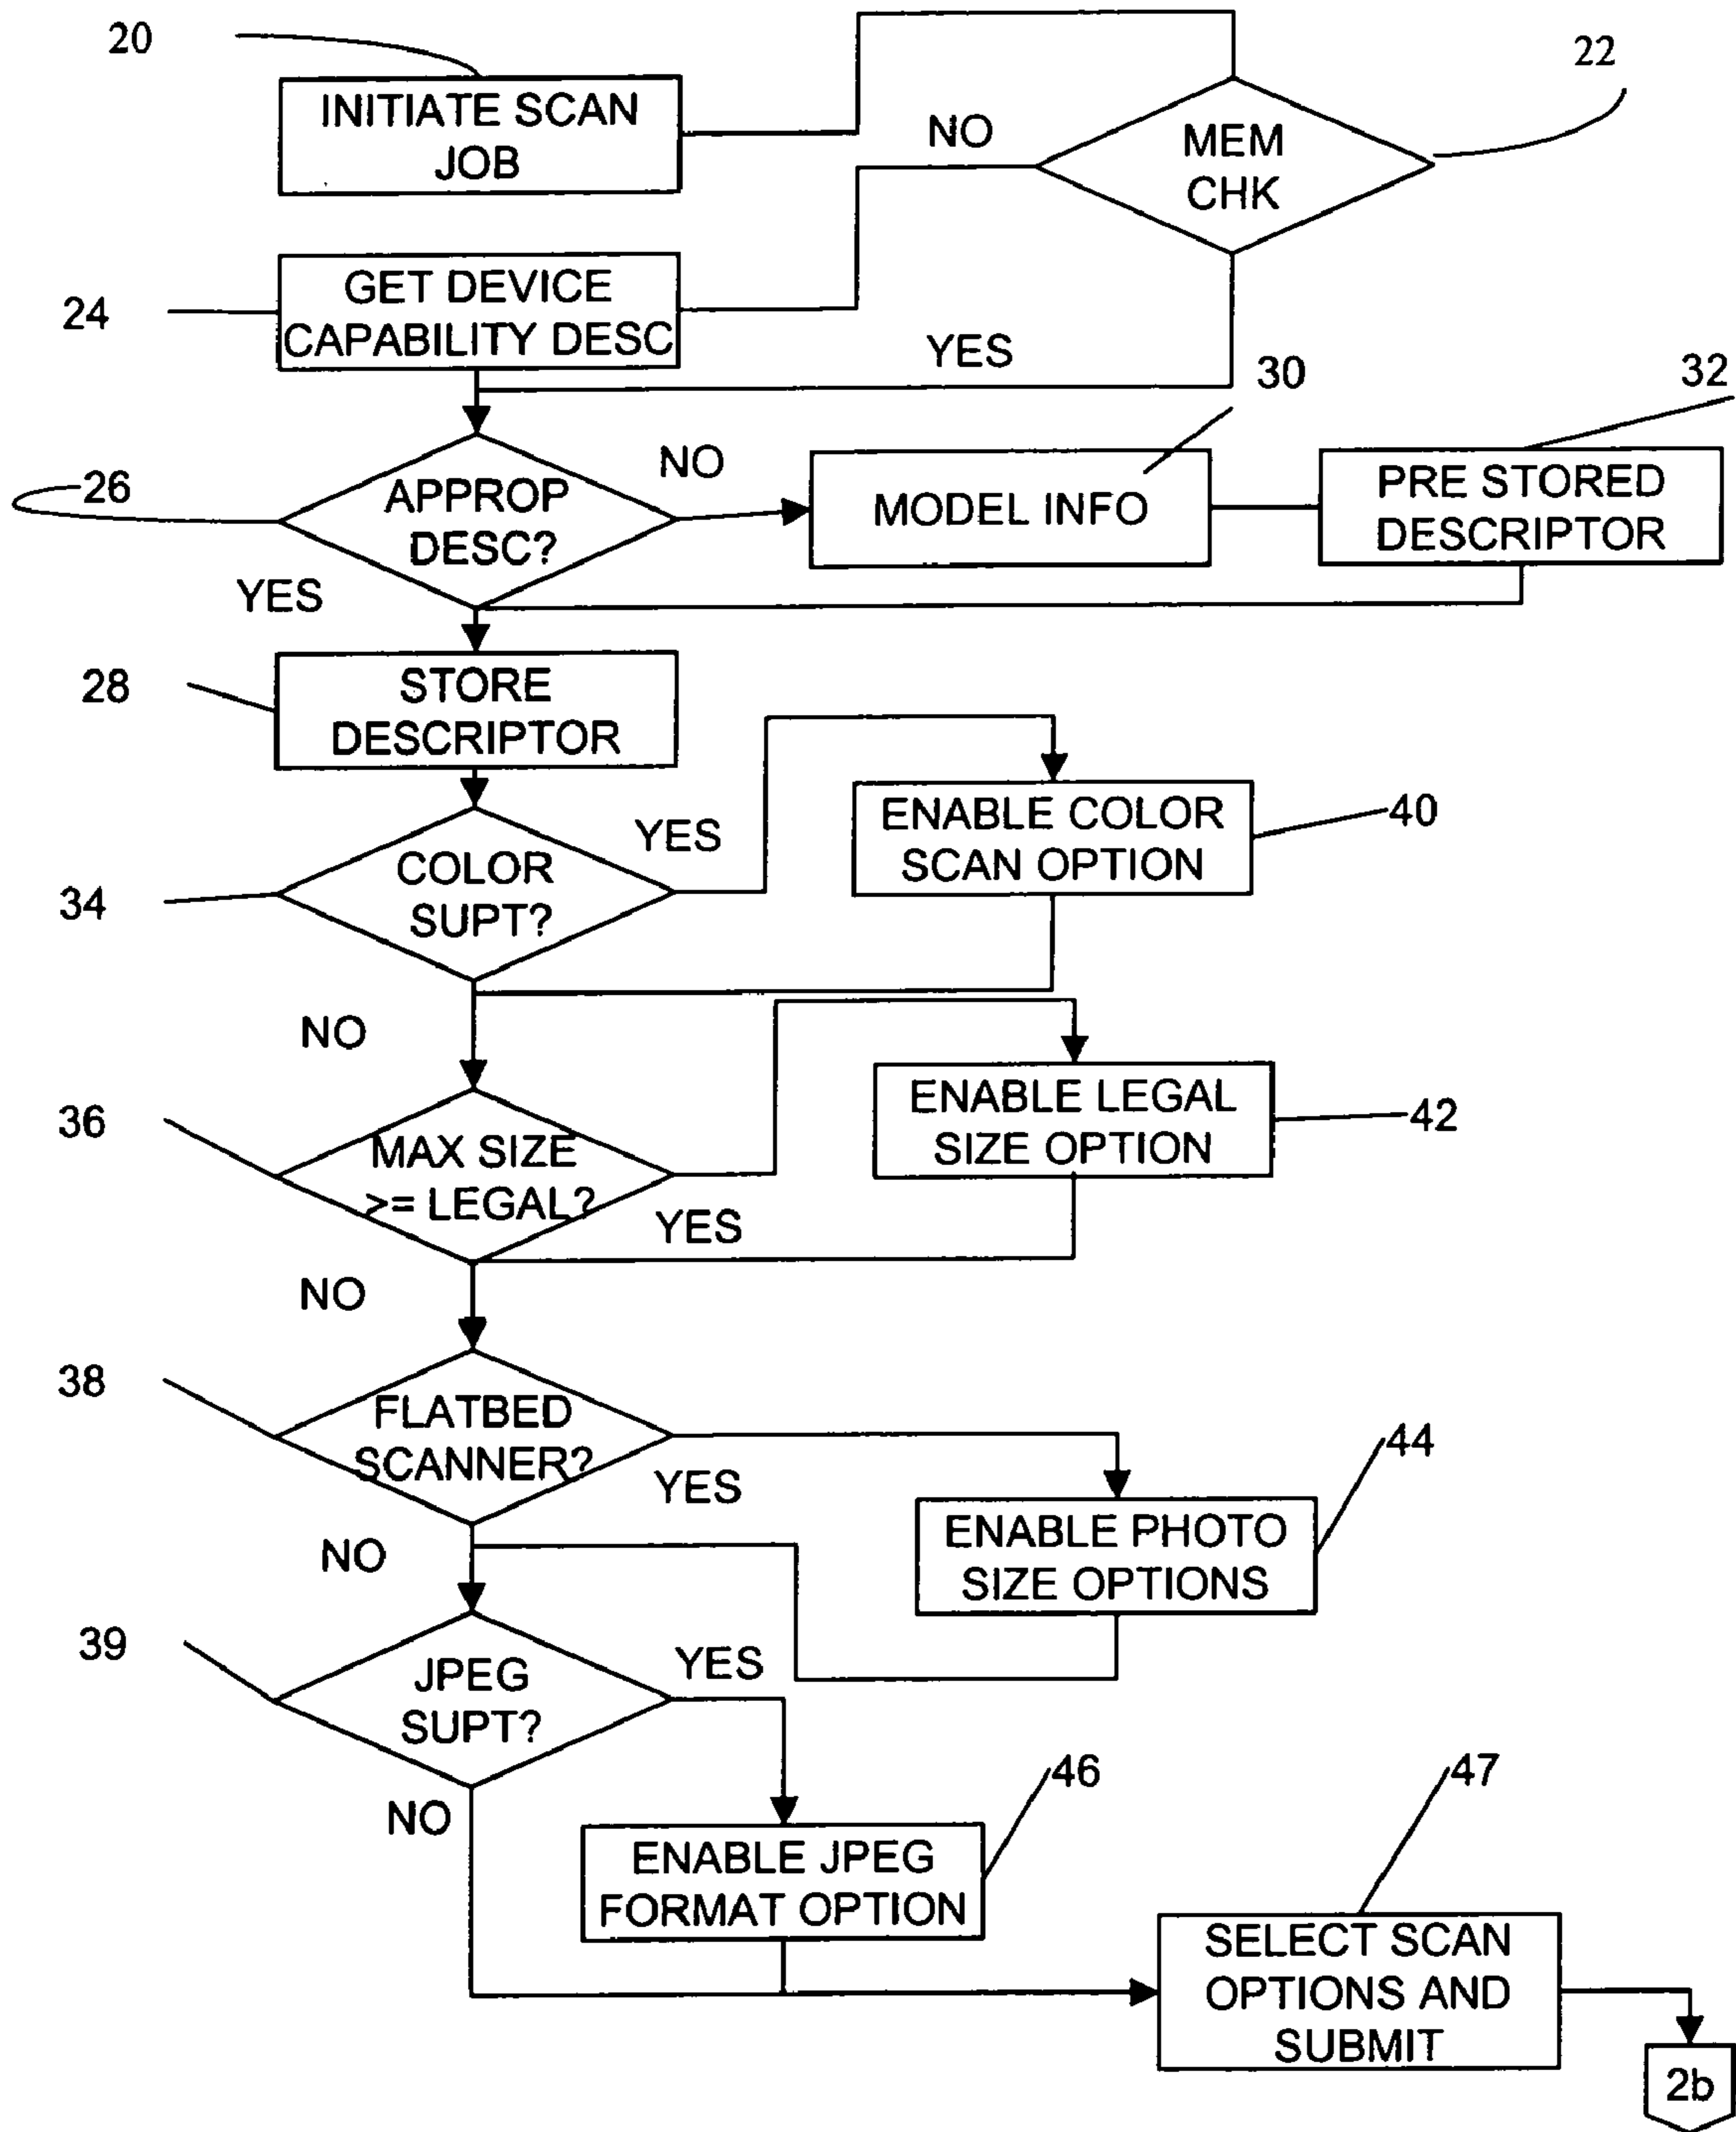 20
INITIATE SCAN
JOB
22
NO
MEM
CHK
24
GET DEVICE
CAPABILITY DESC
YES
30
32
26
APPROP
DESC?
NO
MODEL INFO
PRE STORED
DESCRIPTOR
YES
28
STORE
DESCRIPTOR
34
COLOR
SUPT?
YES
ENABLE COLOR
SCAN OPTION
40
NO
36
MAX SIZE
>= LEGAL?
YES
ENABLE LEGAL
SIZE OPTION
42
NO
38
FLATBED
SCANNER?
YES
44
ENABLE PHOTO
SIZE OPTIONS
NO
39
JPEG
SUPT?
YES
NO
46
ENABLE JPEG
FORMAT OPTION
47
SELECT SCAN
OPTIONS AND
SUBMIT
2b